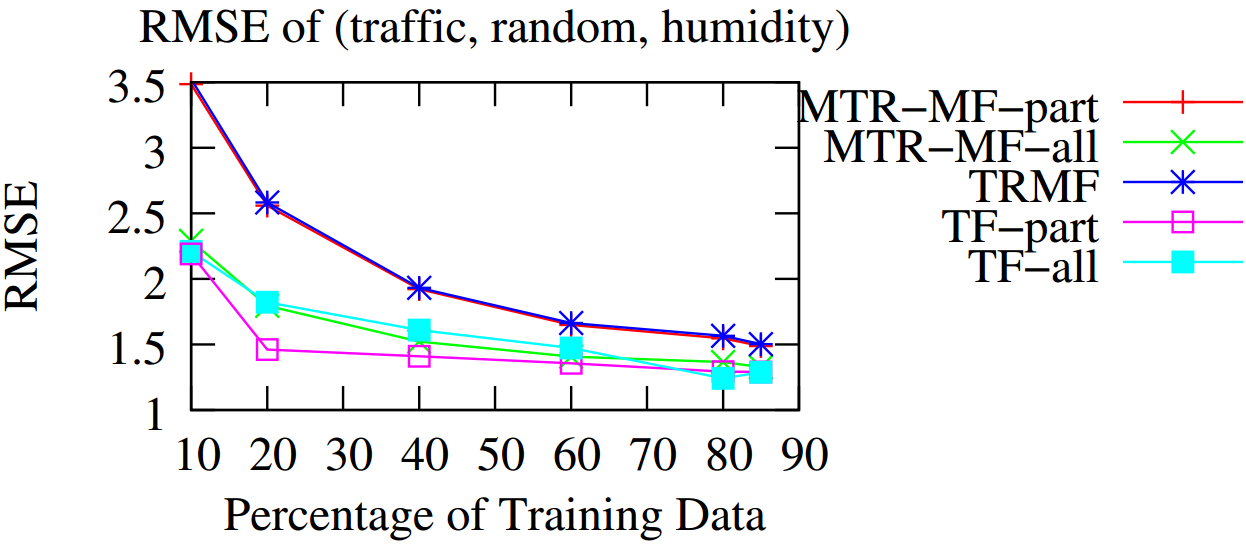 RMSE of (traffic, random, humidity)
3.5
3
2.5
2
1.5
1
RMSE
10 20 30 40 50 60 70 80 90
Percentage of Training Data
MTR−MF−part
MTR−MF−all
TRMF
TF−part
TF−all